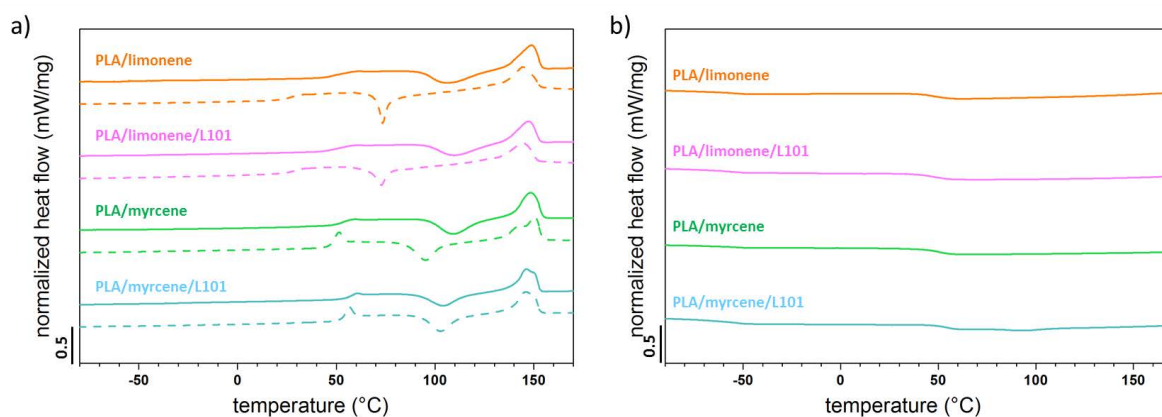 a)
normalized heat flow (mW/mg)
PLA/limonene
PLA/limonene/L101
PLA/myrcene
PLA/myrcene/L101
0.5
-50 0 50 100 150
temperature (°C)
b)
normalized heat flow (mW/mg)
PLA/limonene
PLA/limonene/L101
PLA/myrcene
PLA/myrcene/L101
0.5
-50 0 50 100 150
temperature (°C)